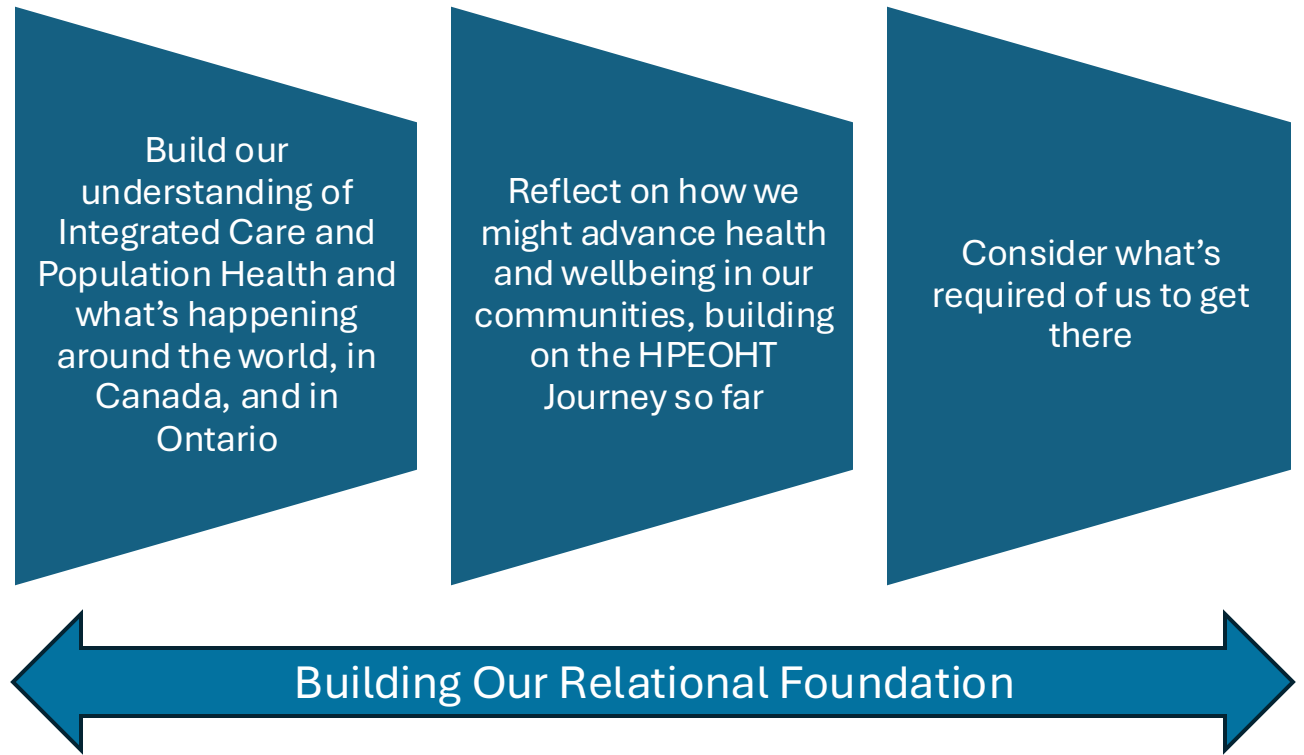 Build our
understanding of
Integrated Care and
Population Health and
what’s happening
around the world, in
Canada, and in
Ontario
Reflect on how we
might advance health
and wellbeing in our
communities, building
on the HPEOHT
Journey so far
Consider what’s
required of us to get
there
Building Our Relational Foundation